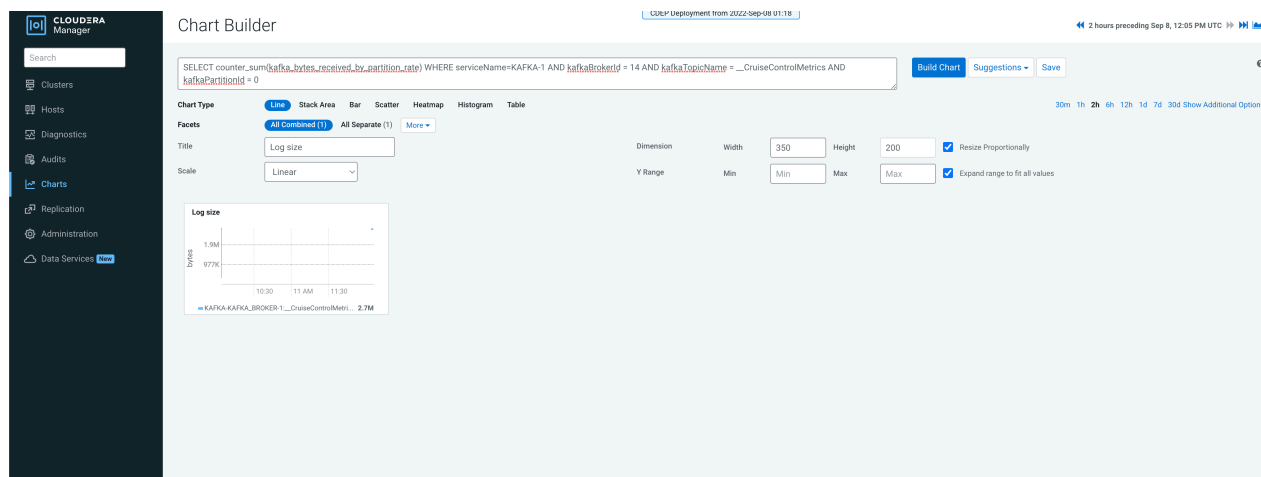 CLOUDERA
Manager
Search
Clusters
Hosts
Diagnostics
Audits
Charts
Replication
Administration
Data Services New
CDEP Deployment from 2022-Sep-08 01:18
Chart Builder
2 hours preceding Sep 8, 12:05 PM UTC
SELECT counter_sum(kafka_bytes_received_by_partition_rate) WHERE serviceName=KAFKA-1 AND kafkaBrokerId = 14 AND kafkaTopicName = __CruiseControlMetrics AND
kafkaPartitionId = 0
Build Chart Suggestions Save
Chart Type Line Stack Area Bar Scatter Heatmap Histogram Table
30m 1h 2h 6h 12h 1d 7d 30d Show Additional Option
Facets All Combined (1) All Separate (1) More
Title Log size Dimension Width 350 Height 200 Resize Proportionally
Scale Linear Y Range Min Min Max Max Expand range to fit all values
Log size
bytes
1.9M
977K
10:30 11 AM 11:30
KAFKA-KAFKA_BROKER-1:__CruiseControlMetri... 2.7M